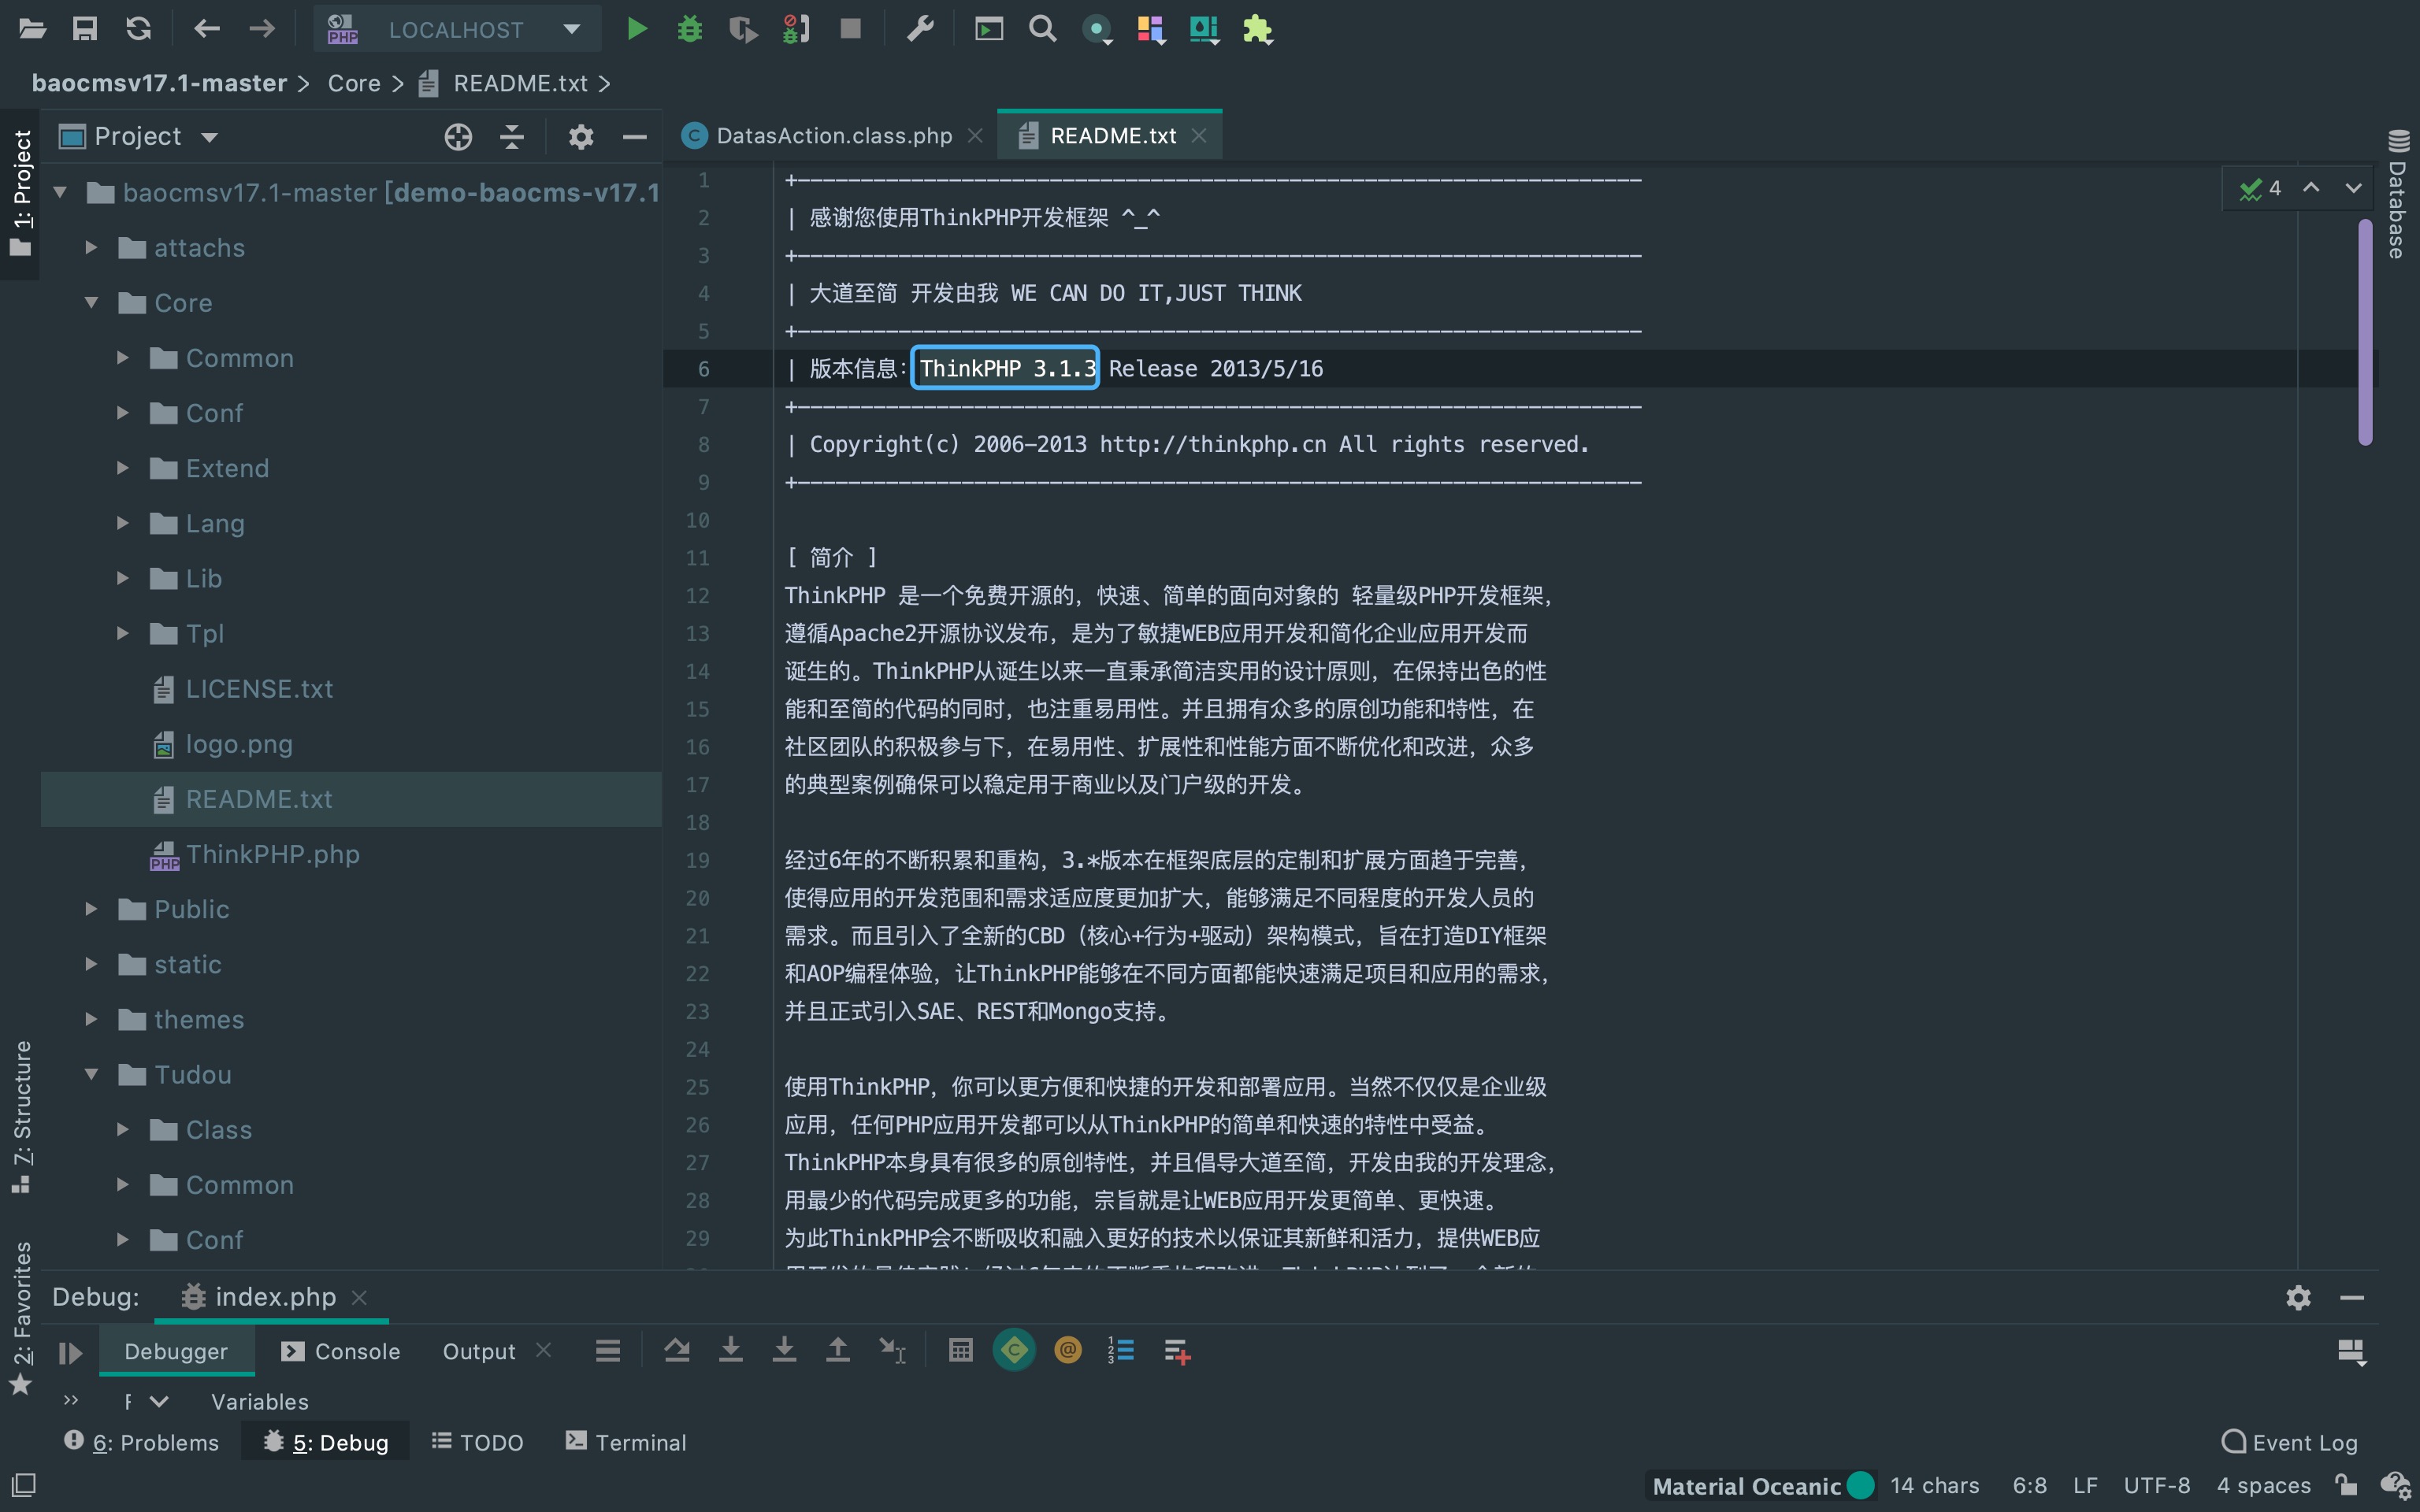 LOCALHOST
baocmsv17.1-master
Core
README.txt
1: Project
Project
DatasAction.class.php
README.txt
Database
baocmsv17.1-master [demo-baocms-v17.1
attachs
Core
Common
Conf
Extend
Lang
Lib
Tpl
LICENSE.txt
logo.png
README.txt
ThinkPHP.php
Public
static
themes
Tudou
Class
Common
Conf
7: Structure
2: Favorites
4
1 +-------------------------------------------------------------------
2 | 感谢您使用ThinkPHP开发框架 ^_^
3 +-------------------------------------------------------------------
4 | 大道至简 开发由我 WE CAN DO IT,JUST THINK
5 +-------------------------------------------------------------------
6 | 版本信息：ThinkPHP 3.1.3 Release 2013/5/16
7 +-------------------------------------------------------------------
8 | Copyright(c) 2006-2013 http://thinkphp.cn All rights reserved.
9 +-------------------------------------------------------------------
10
11 [ 简介 ]
12 ThinkPHP 是一个免费开源的，快速、简单的面向对象的 轻量级PHP开发框架，
13 遵循Apache2开源协议发布，是为了敏捷WEB应用开发和简化企业应用开发而
14 诞生的。ThinkPHP从诞生以来一直秉承简洁实用的设计原则，在保持出色的性
15 能和至简的代码的同时，也注重易用性。并且拥有众多的原创功能和特性，在
16 社区团队的积极参与下，在易用性、扩展性和性能方面不断优化和改进，众多
17 的典型案例确保可以稳定用于商业以及门户级的开发。
18
19 经过6年的不断积累和重构，3.*版本在框架底层的定制和扩展方面趋于完善，
20 使得应用的开发范围和需求适应度更加扩大，能够满足不同程度的开发人员的
21 需求。而且引入了全新的CBD（核心+行为+驱动）架构模式，旨在打造DIY框架
22 和AOP编程体验，让ThinkPHP能够在不同方面都能快速满足项目和应用的需求，
23 并且正式引入SAE、REST和Mongo支持。
24
25 使用ThinkPHP，你可以更方便和快捷的开发和部署应用。当然不仅仅是企业级
26 应用，任何PHP应用开发都可以从ThinkPHP的简单和快速的特性中受益。
27 ThinkPHP本身具有很多的原创特性，并且倡导大道至简，开发由我的开发理念，
28 用最少的代码完成更多的功能，宗旨就是让WEB应用开发更简单、更快速。
29 为此ThinkPHP会不断吸收和融入更好的技术以保证其新鲜和活力，提供WEB应
Debug:
index.php
Debugger
Console
Output
Variables
6: Problems
5: Debug
TODO
Terminal
Event Log
Material Oceanic
14 chars
6:8
LF
UTF-8
4 spaces